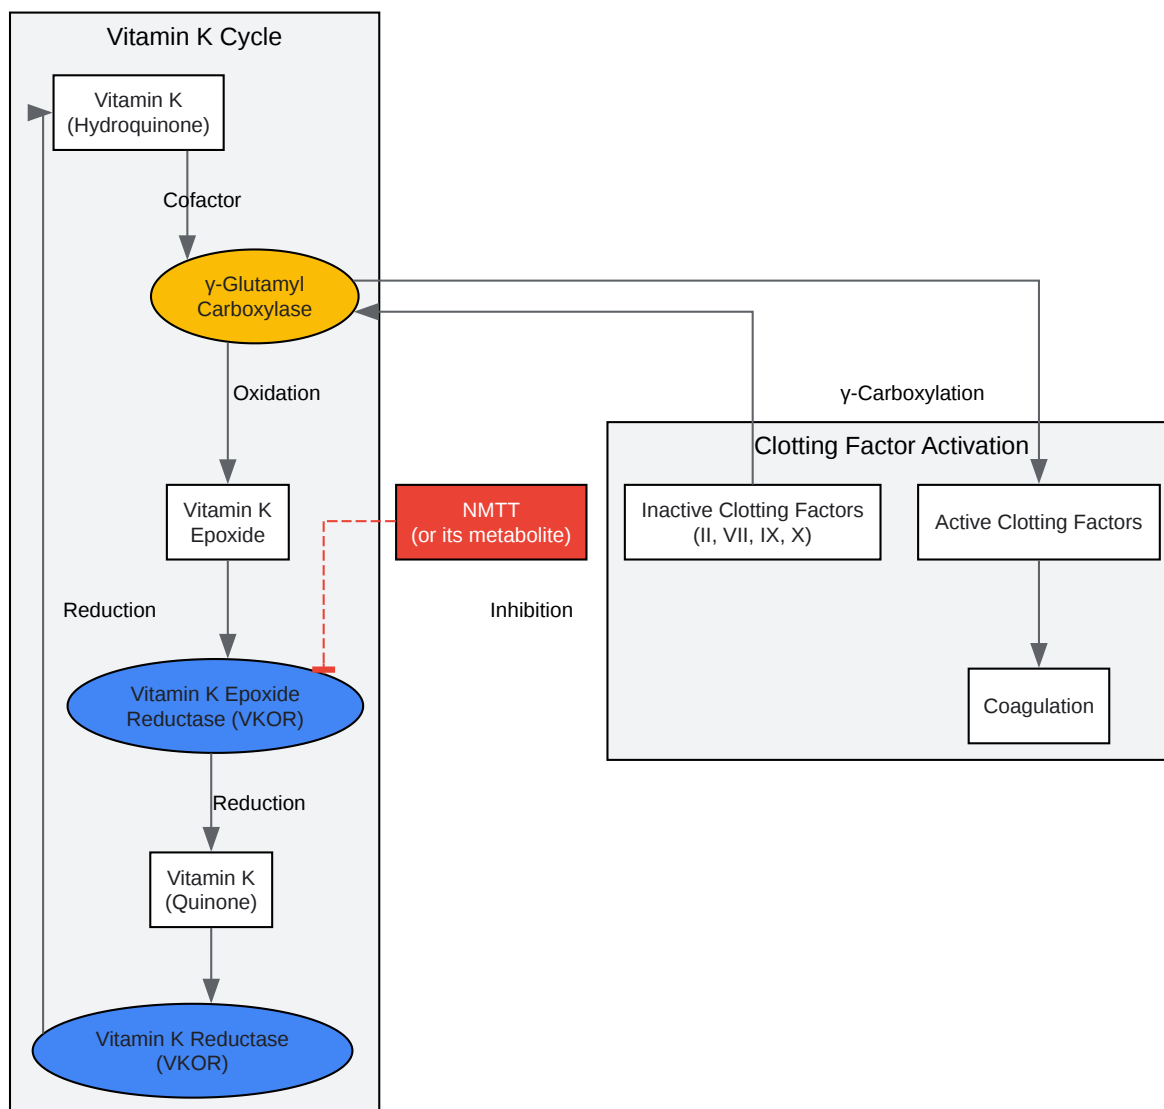 Vitamin K Cycle
Vitamin K
(Hydroquinone)
Cofactor
γ-Glutamyl
Carboxylase
Oxidation
γ-Carboxylation
Clotting Factor Activation
Vitamin K
Epoxide
NMTT
(or its metabolite)
Inactive Clotting Factors
(II, VII, IX, X)
Active Clotting Factors
Reduction
Inhibition
Vitamin K Epoxide
Reductase (VKOR)
Coagulation
Reduction
Vitamin K
(Quinone)
Vitamin K Reductase
(VKOR)